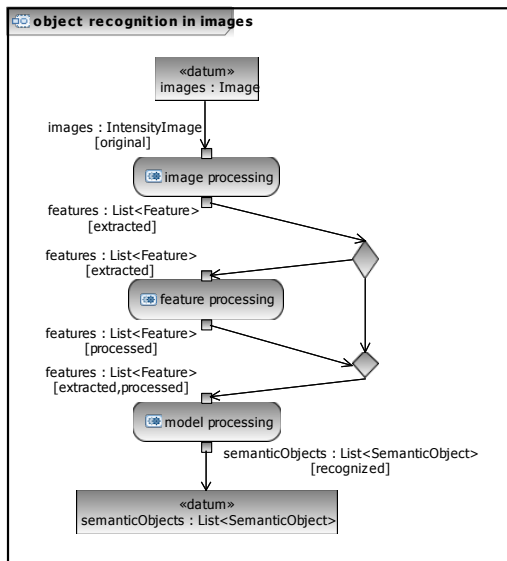 object recognition in images
«datum»
images : Image
images : IntensityImage
[original]
image processing
features : List<Feature>
[extracted]
features : List<Feature>
[extracted]
feature processing
features : List<Feature>
[processed]
features : List<Feature>
[extracted,processed]
model processing
semanticObjects : List<SemanticObject>
[recognized]
«datum»
semanticObjects : List<SemanticObject>